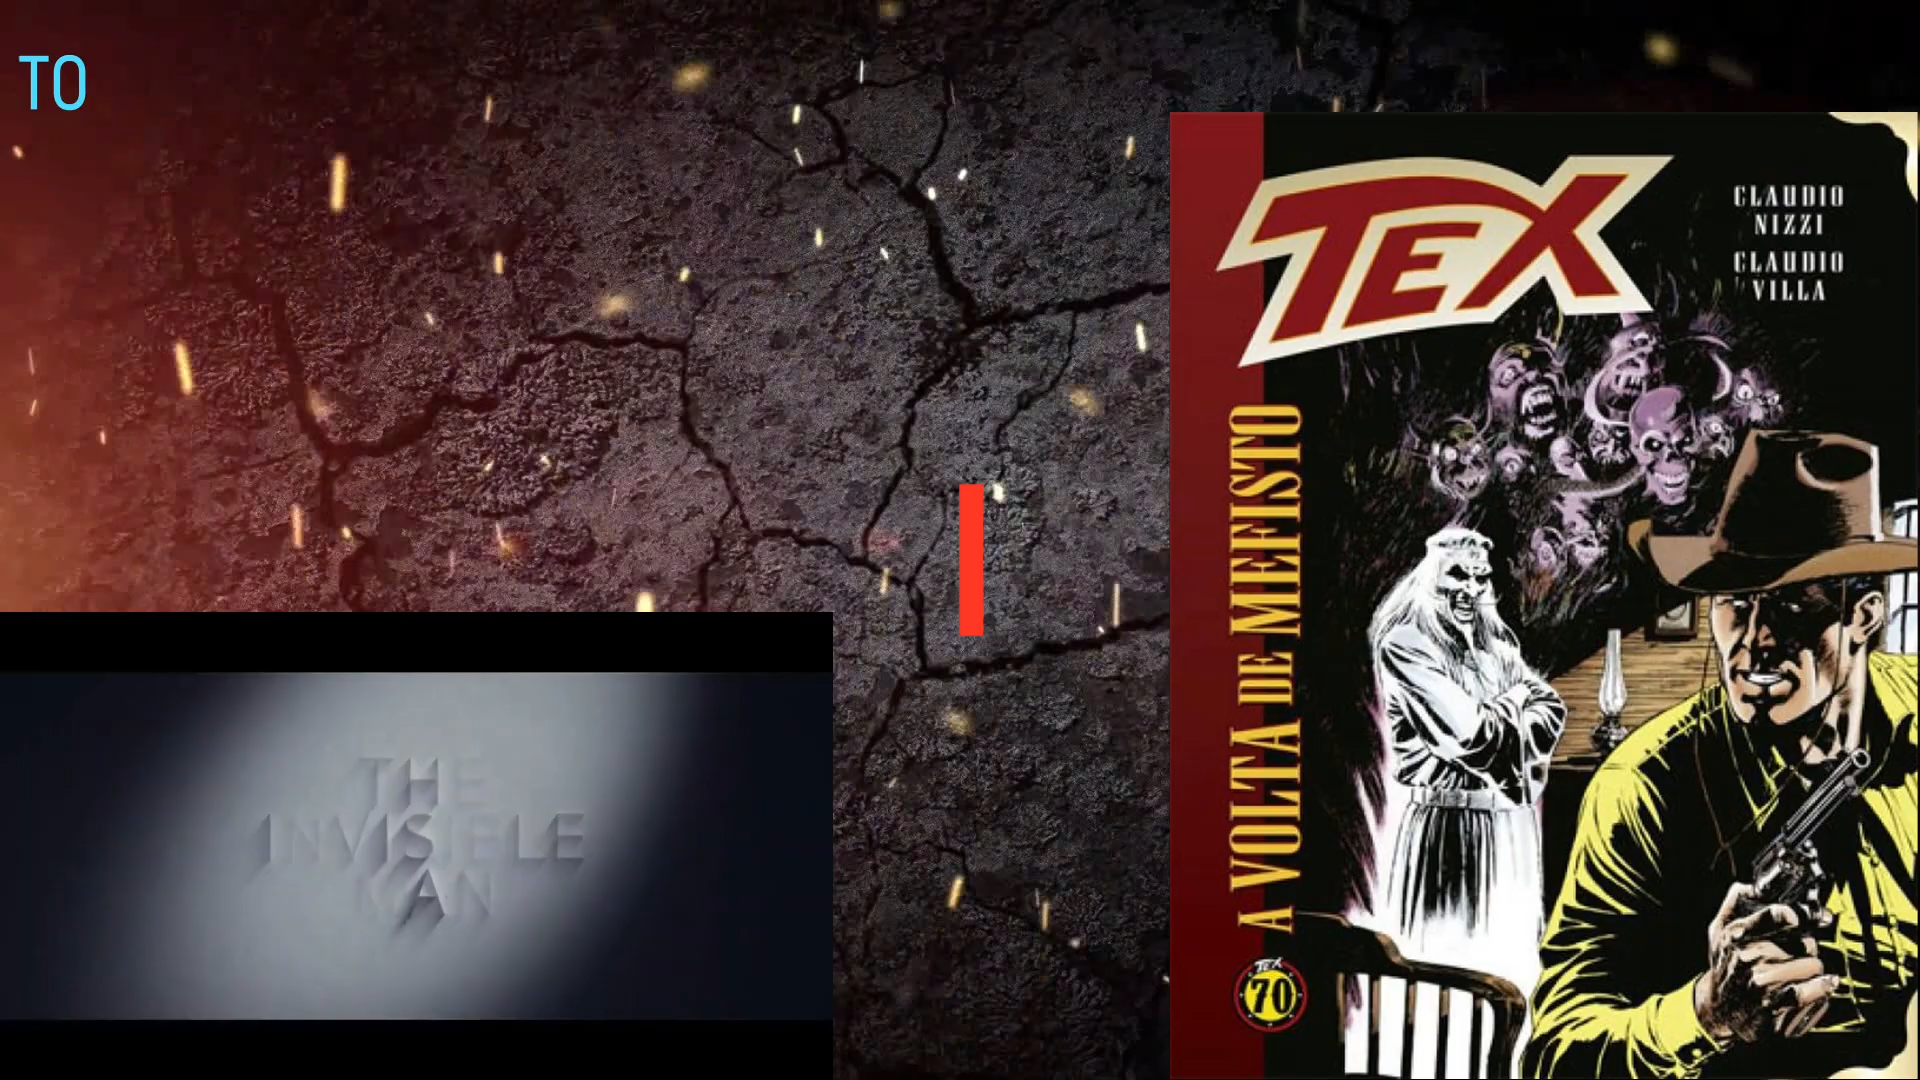 TO
TEX
CLAUDIO
NIZZI
CLAUDIO
VILLA
A VOLTA DE MEFISTO
TEX
70
THE
INVISIBLE
MAN